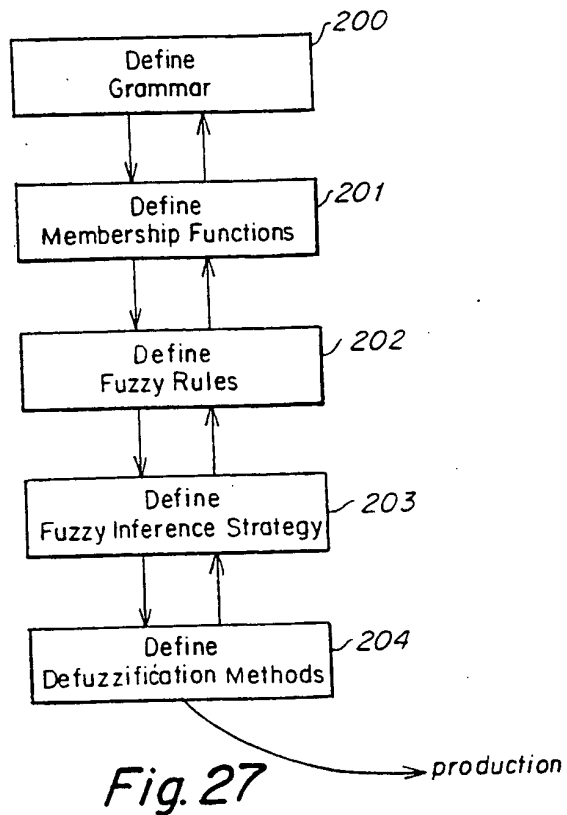 200
Define
Grammar
201
Define
Membership Functions
202
Define
Fuzzy Rules
203
Define
Fuzzy Inference Strategy
204
Define
Defuzzification Methods
production
Fig. 27